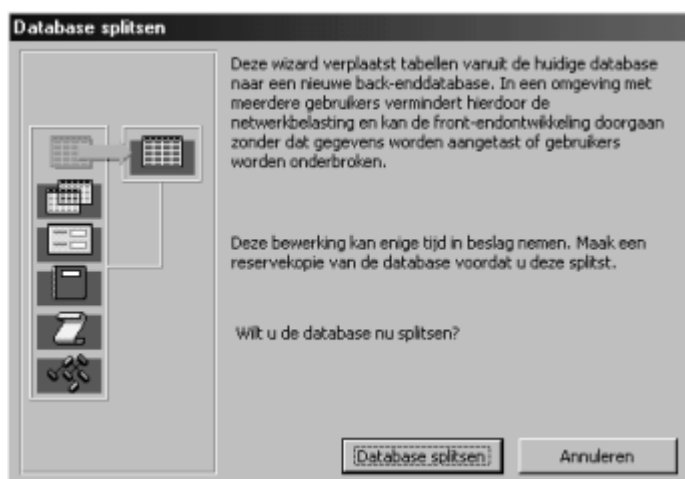 Database splitsen
Deze wizard verplaatst tabellen vanuit de huidige database
naar een nieuwe back-enddatabase. In een omgeving met
meerdere gebruikers vermindert hierdoor de
netwerkbelasting en kan de front-endontwikkeling doorgaan
zonder dat gegevens worden aangetast of gebruikers
worden onderbroken.
Deze bewerking kan enige tijd in beslag nemen. Maak een
reservekopie van de database voordat u deze splitst.
Wilt u de database nu splitsen?
Database splitsen
Annuleren